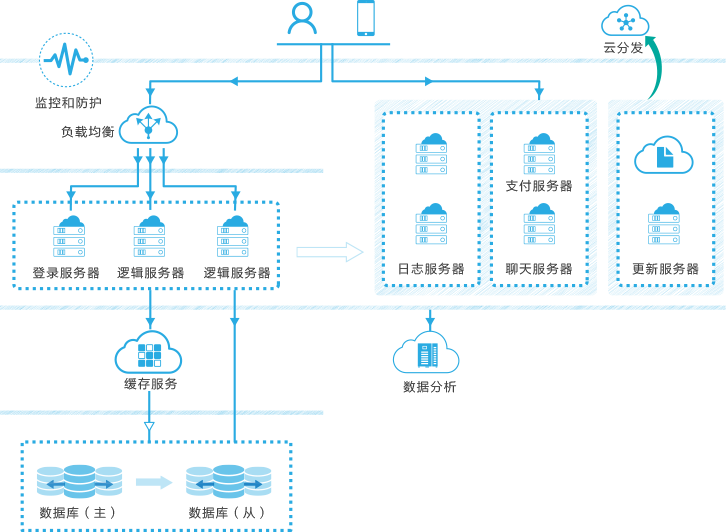 云分发
监控和防护
负载均衡
支付服务器
登录服务器
逻辑服务器
逻辑服务器
日志服务器
聊天服务器
更新服务器
缓存服务
数据分析
数据库（主）
数据库（从）